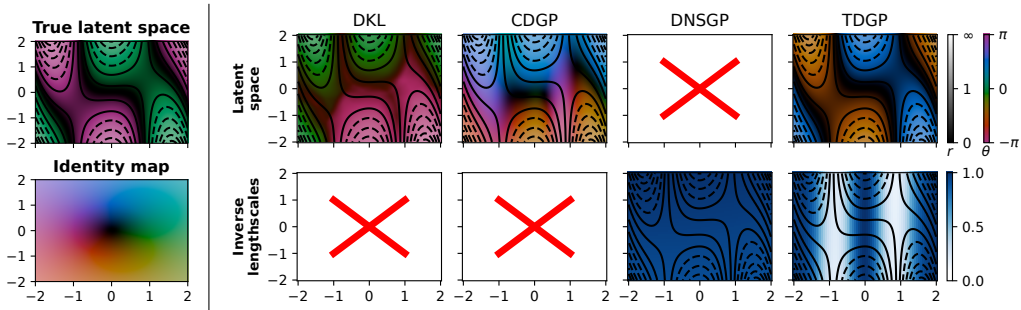 True latent space
2
1
0
−1
−2
Identity map
2
1
0
−1
−2
−2 −1 0 1 2
DKL CDGP DNSGP TDGP
Latent
space
2
1
0
−1
−2
∞
1
0
r
π
0
−π
θ
Inverse
lengthscales
2
1
0
−1
−2
1.0
0.5
0.0
−2 −1 0 1 2 −2 −1 0 1 2 −2 −1 0 1 2 −2 −1 0 1 2